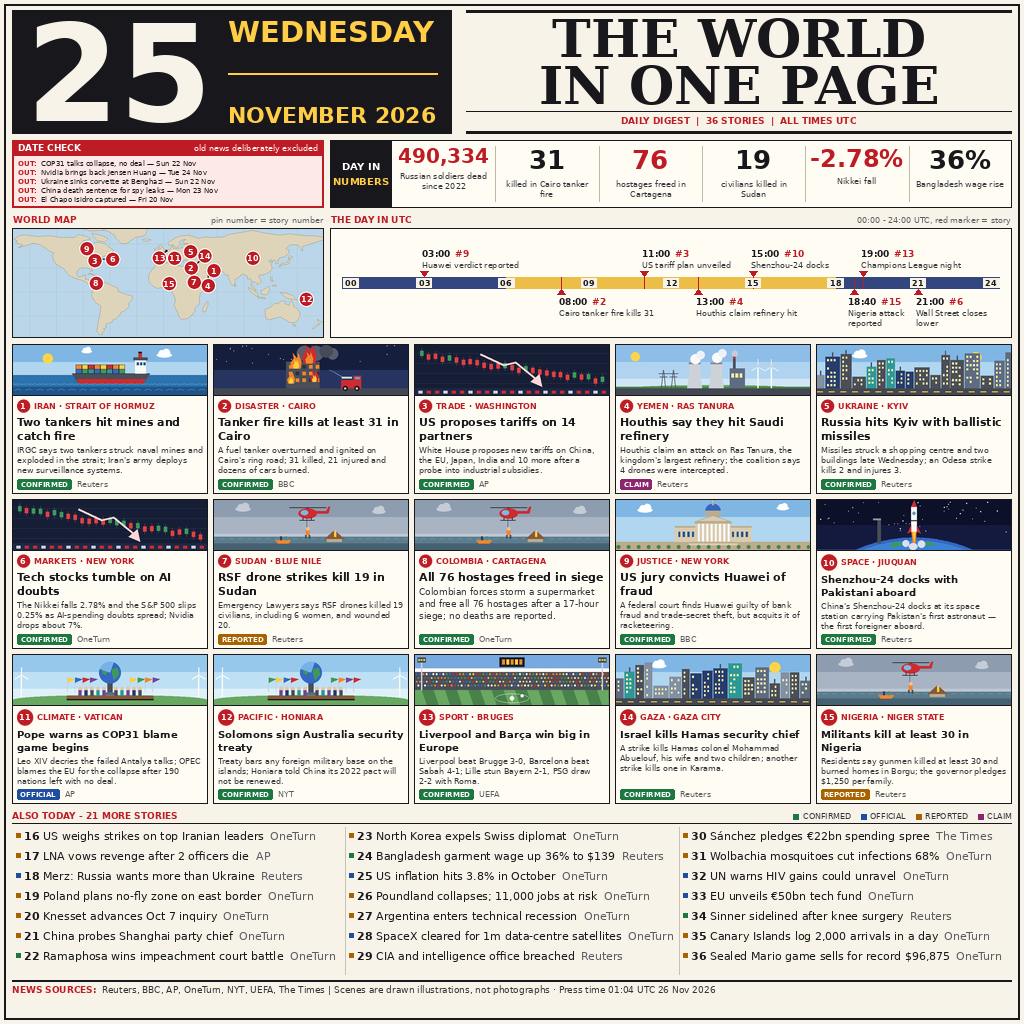 25
WEDNESDAY
NOVEMBER 2026
THE WORLD
IN ONE PAGE
DAILY DIGEST | 36 STORIES | ALL TIMES UTC
DATE CHECK old news deliberately excluded
OUT: COP31 talks collapse, no deal — Sun 22 Nov
OUT: Nvidia brings back Jensen Huang — Tue 24 Nov
OUT: Ukraine sinks corvette at Benghazi — Sun 22 Nov
OUT: China death sentence for spy leaks — Mon 23 Nov
OUT: El Chapo Isidro captured — Fri 20 Nov
DAY IN
NUMBERS
490,334
Russian soldiers dead
since 2022
31
killed in Cairo tanker
fire
76
hostages freed in
Cartagena
19
civilians killed in
Sudan
-2.78%
Nikkei fall
36%
Bangladesh wage rise
WORLD MAP pin number = story number
9
3
6
8
13
11
5
14
2
1
15
7
4
10
12
THE DAY IN UTC 00:00 - 24:00 UTC, red marker = story
03:00 #9
Huawei verdict reported
11:00 #3
US tariff plan unveiled
15:00 #10
Shenzhou-24 docks
19:00 #13
Champions League night
00 03 06 09 12 15 18 21 24
08:00 #2
Cairo tanker fire kills 31
13:00 #4
Houthis claim refinery hit
18:40 #15
Nigeria attack
reported
21:00 #6
Wall Street closes
lower
1 IRAN · STRAIT OF HORMUZ
Two tankers hit mines and
catch fire
IRGC says two tankers struck naval mines and
exploded in the strait; Iran's army deploys
new surveillance systems.
CONFIRMED Reuters
2 DISASTER · CAIRO
Tanker fire kills at least 31 in
Cairo
A fuel tanker overturned and ignited on
Cairo's ring road; 31 killed, 21 injured and
dozens of cars burned.
CONFIRMED BBC
3 TRADE · WASHINGTON
US proposes tariffs on 14
partners
White House proposes new tariffs on China,
the EU, Japan, India and 10 more after a
probe into industrial subsidies.
CONFIRMED AP
4 YEMEN · RAS TANURA
Houthis say they hit Saudi
refinery
Houthis claim an attack on Ras Tanura, the
kingdom's largest refinery; the coalition says
4 drones were intercepted.
CLAIM Reuters
5 UKRAINE · KYIV
Russia hits Kyiv with ballistic
missiles
Missiles struck a shopping centre and two
buildings late Wednesday; an Odesa strike
kills 2 and injures 3.
CONFIRMED Reuters
6 MARKETS · NEW YORK
Tech stocks tumble on AI
doubts
The Nikkei falls 2.78% and the S&P 500 slips
0.25% as AI-spending doubts spread; Nvidia
drops about 7%.
CONFIRMED OneTurn
7 SUDAN · BLUE NILE
RSF drone strikes kill 19 in
Sudan
Emergency Lawyers says RSF drones killed 19
civilians, including 6 women, and wounded
20.
REPORTED Reuters
8 COLOMBIA · CARTAGENA
All 76 hostages freed in siege
Colombian forces storm a supermarket
and free all 76 hostages after a 17-hour
siege; no deaths are reported.
CONFIRMED OneTurn
9 JUSTICE · NEW YORK
US jury convicts Huawei of
fraud
A federal court finds Huawei guilty of bank
fraud and trade-secret theft, but acquits it of
racketeering.
CONFIRMED BBC
10 SPACE · JIUQUAN
Shenzhou-24 docks with
Pakistani aboard
China's Shenzhou-24 docks at its space
station carrying Pakistan's first astronaut —
the first foreigner aboard.
CONFIRMED Reuters
11 CLIMATE · VATICAN
Pope warns as COP31 blame
game begins
Leo XIV decries the failed Antalya talks; OPEC
blames the EU for the collapse after 190
nations left with no deal.
OFFICIAL AP
12 PACIFIC · HONIARA
Solomons sign Australia security
treaty
Treaty bars any foreign military base on the
islands; Honiara told China its 2022 pact will
not be renewed.
CONFIRMED NYT
13 SPORT · BRUGES
Liverpool and Barça win big in
Europe
Liverpool beat Brugge 3-0, Barcelona beat
Sabah 4-1; Lille stun Bayern 2-1, PSG draw
2-2 with Roma.
CONFIRMED UEFA
14 GAZA · GAZA CITY
Israel kills Hamas security chief
A strike kills Hamas colonel Mohammad
Abuelouf, his wife and two children; another
strike kills one in Karama.
CONFIRMED Reuters
15 NIGERIA · NIGER STATE
Militants kill at least 30 in
Nigeria
Residents say gunmen killed at least 30 and
burned homes in Borgu; the governor pledges
$1,250 per family.
REPORTED Reuters
ALSO TODAY - 21 MORE STORIES CONFIRMED OFFICIAL REPORTED CLAIM
16 US weighs strikes on top Iranian leaders OneTurn
17 LNA vows revenge after 2 officers die AP
18 Merz: Russia wants more than Ukraine Reuters
19 Poland plans no-fly zone on east border OneTurn
20 Knesset advances Oct 7 inquiry OneTurn
21 China probes Shanghai party chief OneTurn
22 Ramaphosa wins impeachment court battle OneTurn
23 North Korea expels Swiss diplomat OneTurn
24 Bangladesh garment wage up 36% to $139 Reuters
25 US inflation hits 3.8% in October OneTurn
26 Poundland collapses; 11,000 jobs at risk OneTurn
27 Argentina enters technical recession OneTurn
28 SpaceX cleared for 1m data-centre satellites OneTurn
29 CIA and intelligence office breached Reuters
30 Sánchez pledges €22bn spending spree The Times
31 Wolbachia mosquitoes cut infections 68% OneTurn
32 UN warns HIV gains could unravel OneTurn
33 EU unveils €50bn tech fund OneTurn
34 Sinner sidelined after knee surgery Reuters
35 Canary Islands log 2,000 arrivals in a day OneTurn
36 Sealed Mario game sells for record $96,875 OneTurn
NEWS SOURCES: Reuters, BBC, AP, OneTurn, NYT, UEFA, The Times | Scenes are drawn illustrations, not photographs · Press time 01:04 UTC 26 Nov 2026